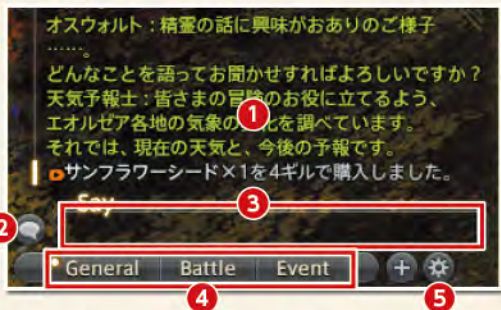 オスウォルト：精霊の話に興味がおありのご様子
……。
どんなことを語ってお聞かせすればよろしいですか？
天気予報士：皆さまの冒険のお役に立てるよう、
エオルゼア各地の気象の 化を調べています。
それでは、現在の天気と、今後の予報です。
サンフラワーシード×1を4ギルで購入しました。
Say
1
2
3
General Battle Event
4
5